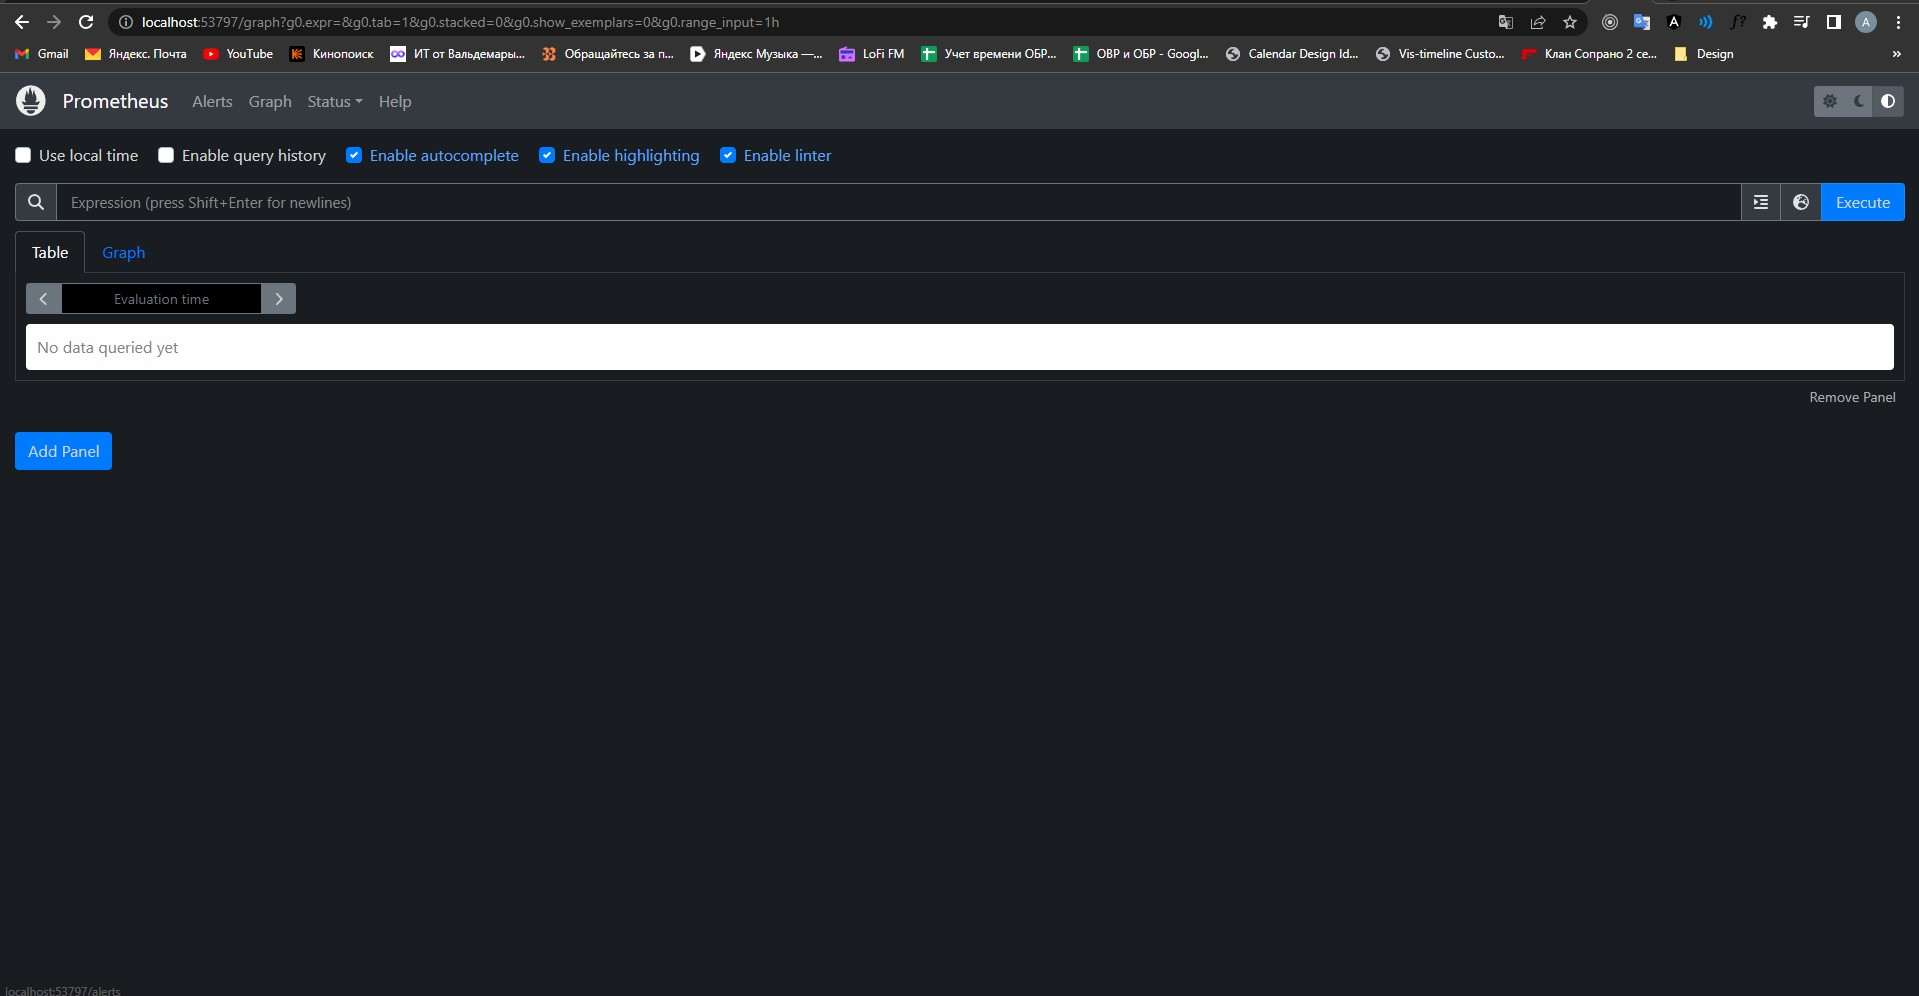 localhost:53797/graph?g0.expr=&g0.tab=1&g0.stacked=0&g0.show_exemplars=0&g0.range_input=1h
Gmail Яндекс. Почта YouTube Кинопоиск ИТ от Вальдемары... Обращайтесь за п... Яндекс Музыка —... LoFi FM Учет времени ОБР... ОВР и ОБР - Googl... Calendar Design Id... Vis-timeline Custo... Клан Сопрано 2 се... Design »
Prometheus Alerts Graph Status Help
Use local time Enable query history Enable autocomplete Enable highlighting Enable linter
Expression (press Shift+Enter for newlines) Execute
Table Graph
Evaluation time
No data queried yet
Remove Panel
Add Panel
localhost:53797/alerts